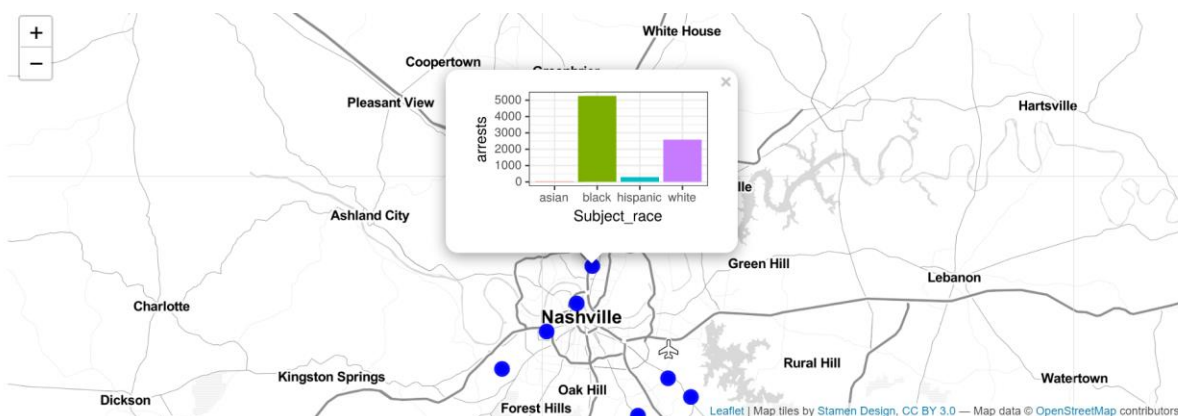 +
−
White House
Coopertown
Pleasant View
Hartsville
×
5000
4000
3000
2000
1000
0
arrests
asian black hispanic white
Subject_race
Ashland City
Green Hill
Lebanon
Charlotte
Nashville
Kingston Springs
Rural Hill
Watertown
Oak Hill
Dickson
Forest Hills
Leaflet | Map tiles by Stamen Design, CC BY 3.0 — Map data © OpenStreetMap contributors